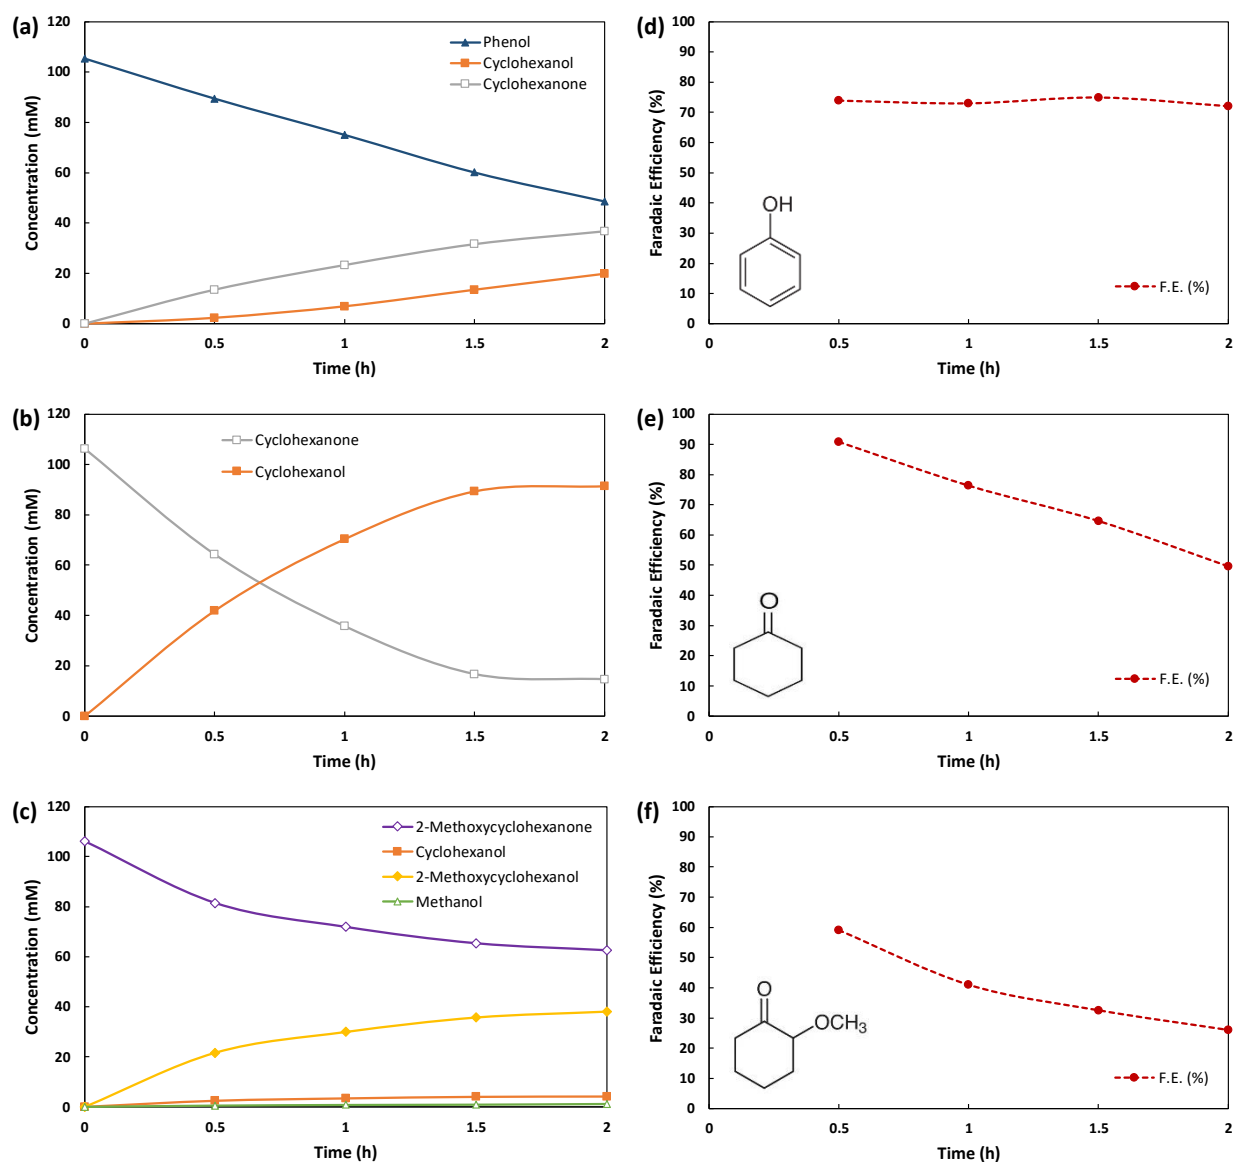 (a)
Concentration (mM)
120
100
80
60
40
20
0
0 0.5 1 1.5 2
Time (h)
Phenol
Cyclohexanol
Cyclohexanone
(d)
Faradaic Efficiency (%)
100
90
80
70
60
50
40
30
20
10
0
0 0.5 1 1.5 2
Time (h)
OH
F.E. (%)
(b)
Concentration (mM)
120
100
80
60
40
20
0
0 0.5 1 1.5 2
Time (h)
Cyclohexanone
Cyclohexanol
(e)
Faradaic Efficiency (%)
100
90
80
70
60
50
40
30
20
10
0
0 0.5 1 1.5 2
Time (h)
O
F.E. (%)
(c)
Concentration (mM)
120
100
80
60
40
20
0
0 0.5 1 1.5 2
Time (h)
2-Methoxycyclohexanone
Cyclohexanol
2-Methoxycyclohexanol
Methanol
(f)
Faradaic Efficiency (%)
100
90
80
70
60
50
40
30
20
10
0
0 0.5 1 1.5 2
Time (h)
O
OCH₃
F.E. (%)